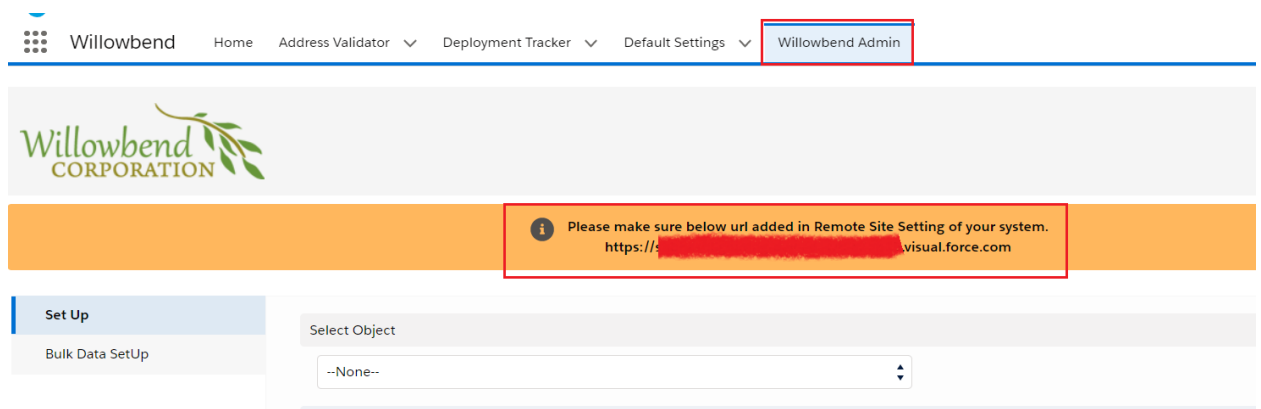 Willowbend Home Address Validator Deployment Tracker Default Settings Willowbend Admin
Willowbend
CORPORATION
Please make sure below url added in Remote Site Setting of your system.
https:// visual.force.com
Set Up
Bulk Data SetUp
Select Object
--None--